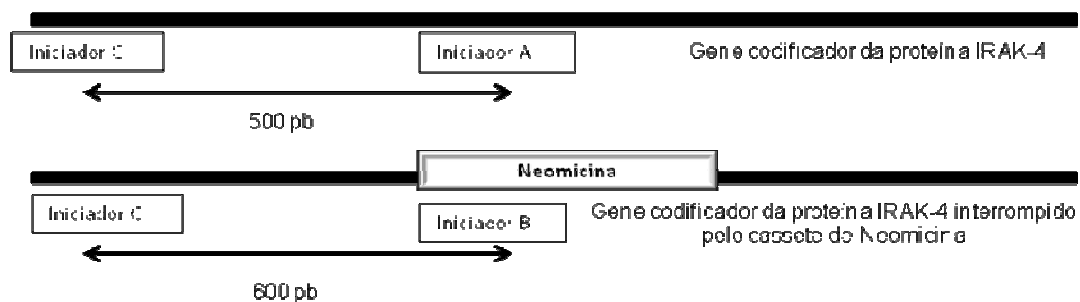 Iniciador C
Iniciador A
Gene codificador da proteína IRAK-4
500 pb
Neomicina
Iniciador C
Iniciador B
Gene codificador da proteína IRAK-4 interrompido
pelo cassete de Neomicina
600 pb